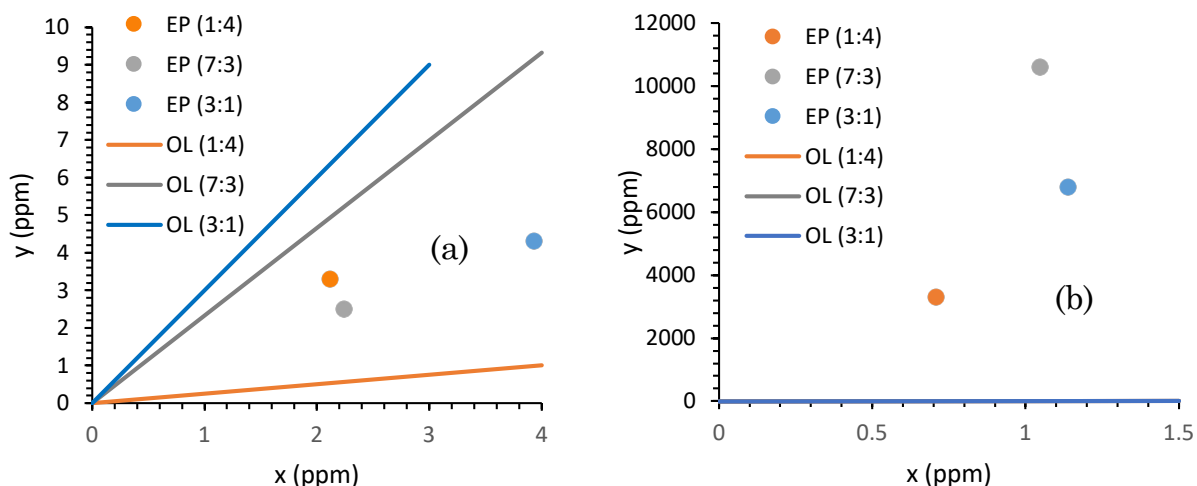 10
9
8
7
6
5
4
3
2
1
0
y (ppm)
EP (1:4)
EP (7:3)
EP (3:1)
OL (1:4)
OL (7:3)
OL (3:1)
(a)
0
1
2
3
4
x (ppm)
12000
10000
8000
6000
4000
2000
0
y (ppm)
EP (1:4)
EP (7:3)
EP (3:1)
OL (1:4)
OL (7:3)
OL (3:1)
(b)
0
0.5
1
1.5
x (ppm)